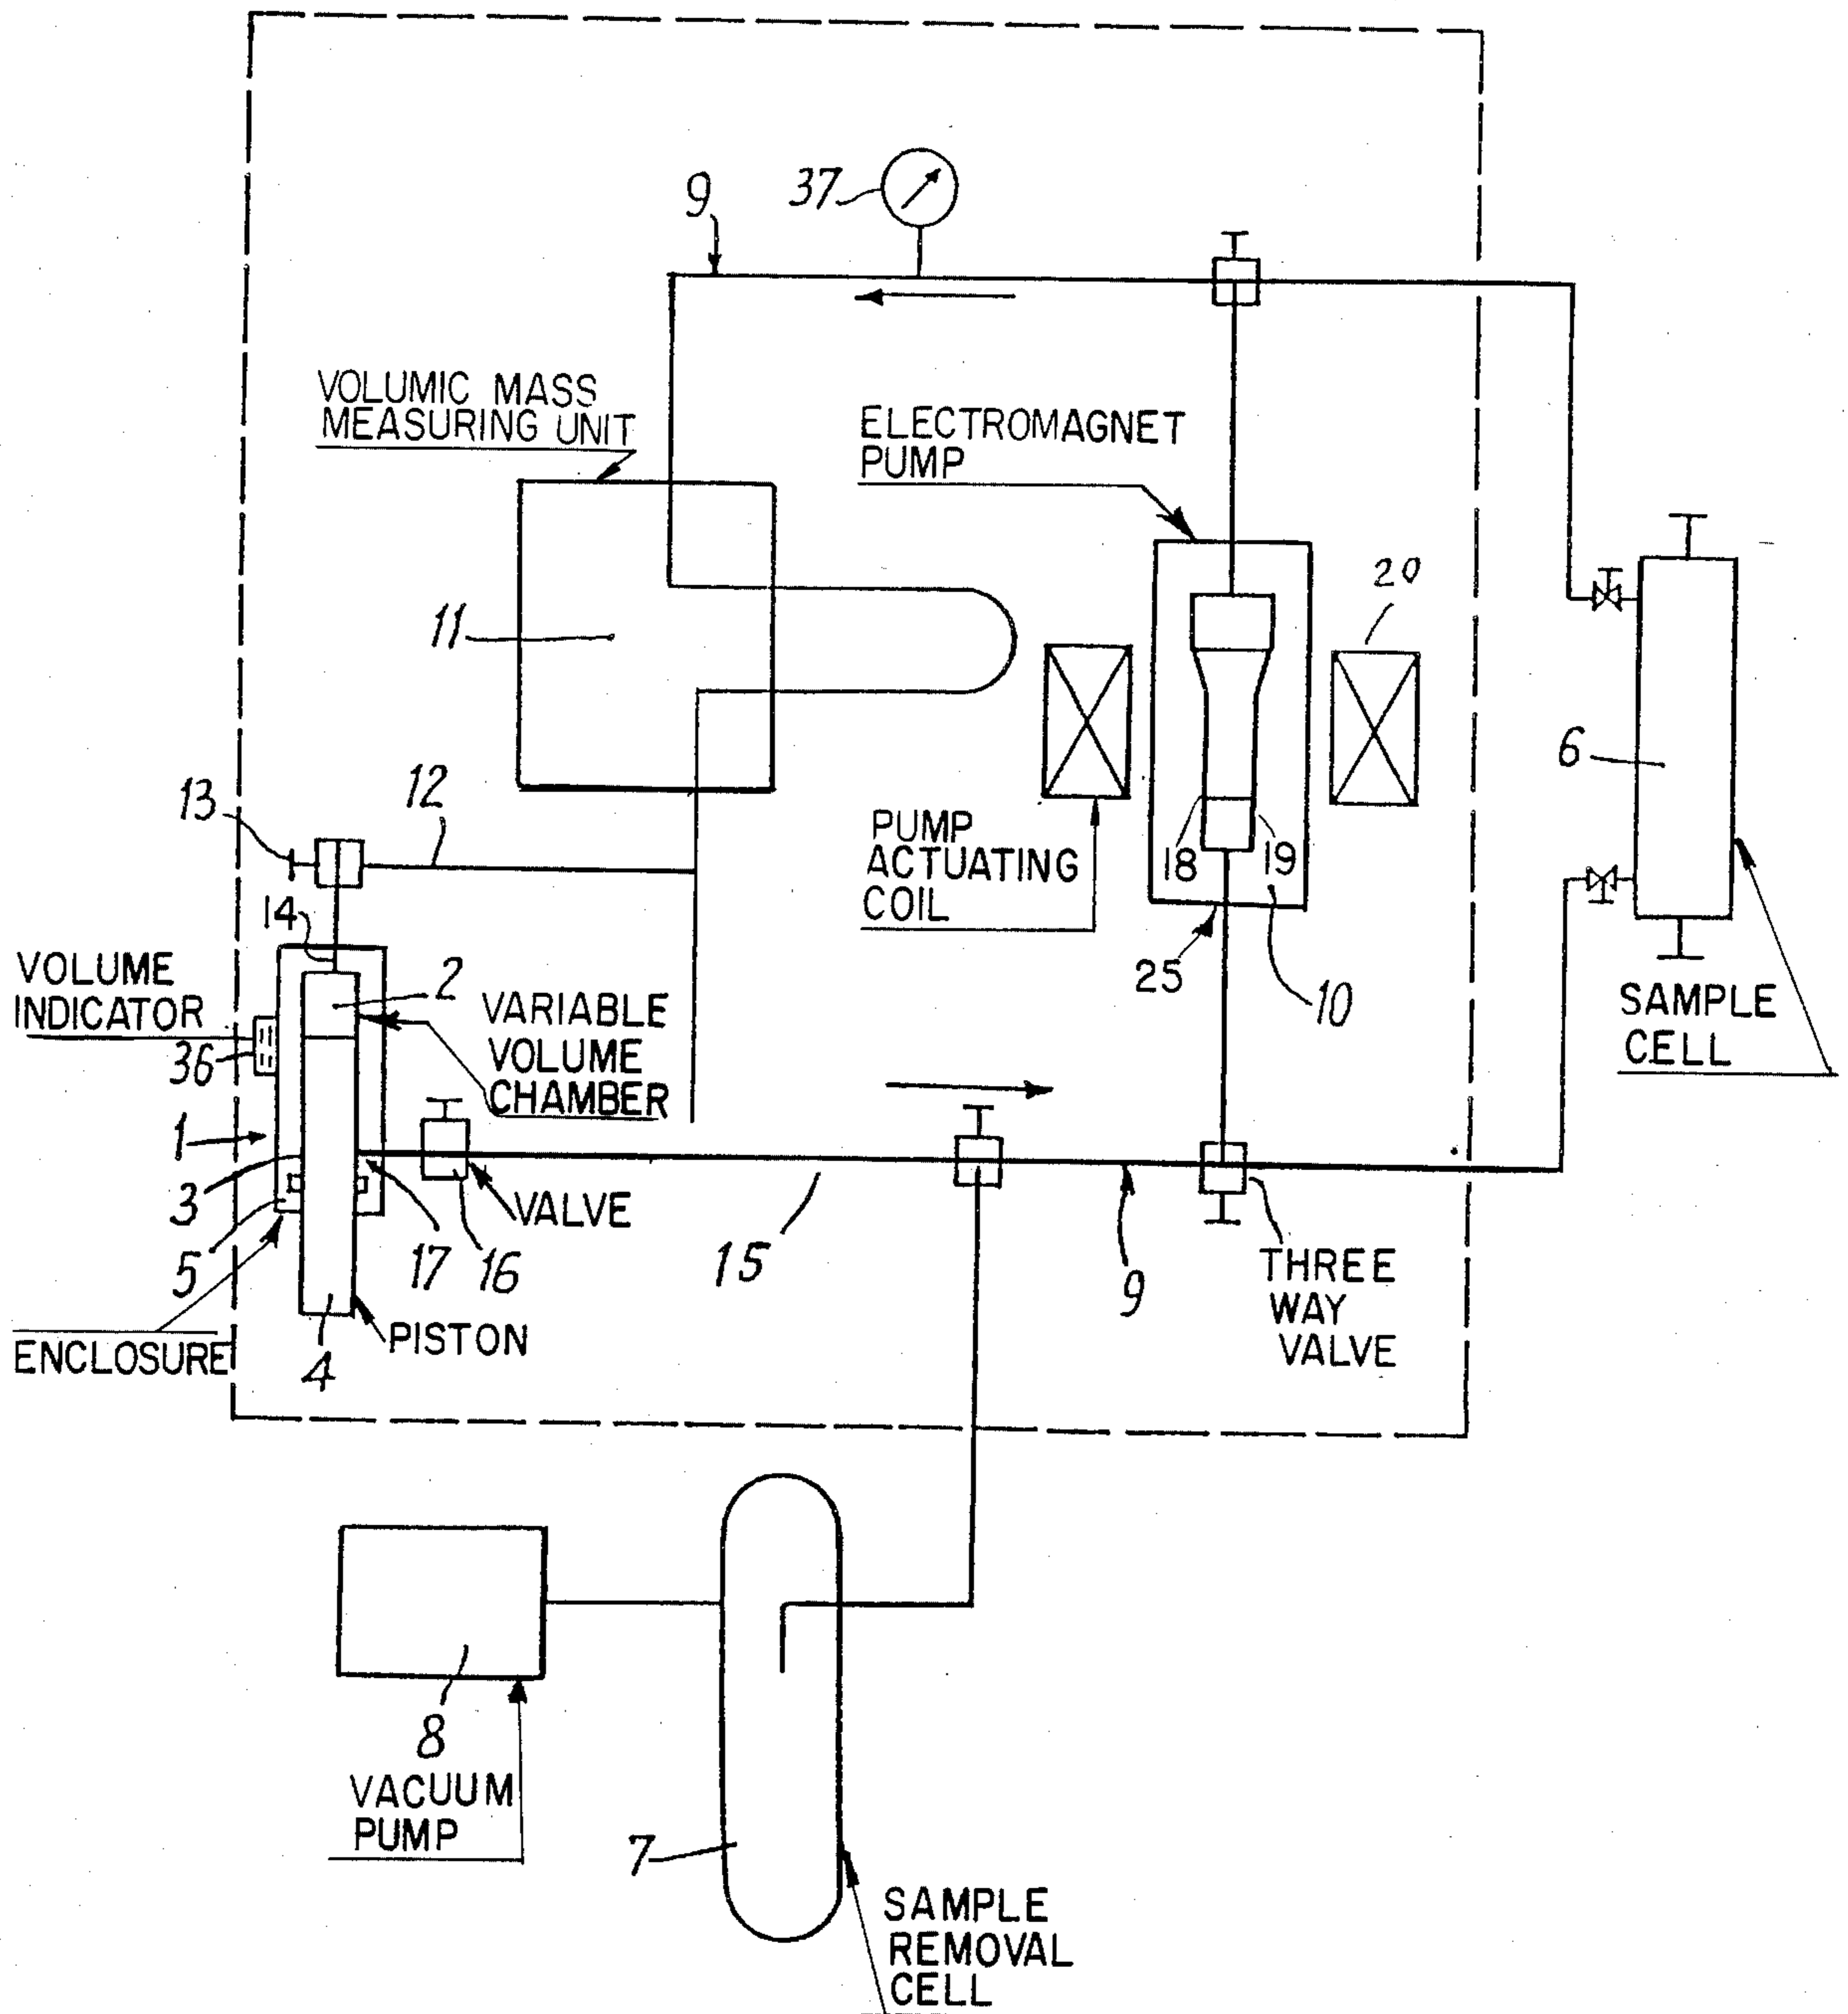 37
9
VOLUMIC MASS
MEASURING UNIT
ELECTROMAGNET
PUMP
20
11
6
13
12
PUMP
ACTUATING
COIL
18
19
14
25
10
VOLUME
INDICATOR
2
VARIABLE
VOLUME
CHAMBER
36
SAMPLE
CELL
1
3
5
17
16
VALVE
15
9
THREE
WAY
VALVE
ENCLOSURE
4
PISTON
8
VACUUM
PUMP
7
SAMPLE
REMOVAL
CELL